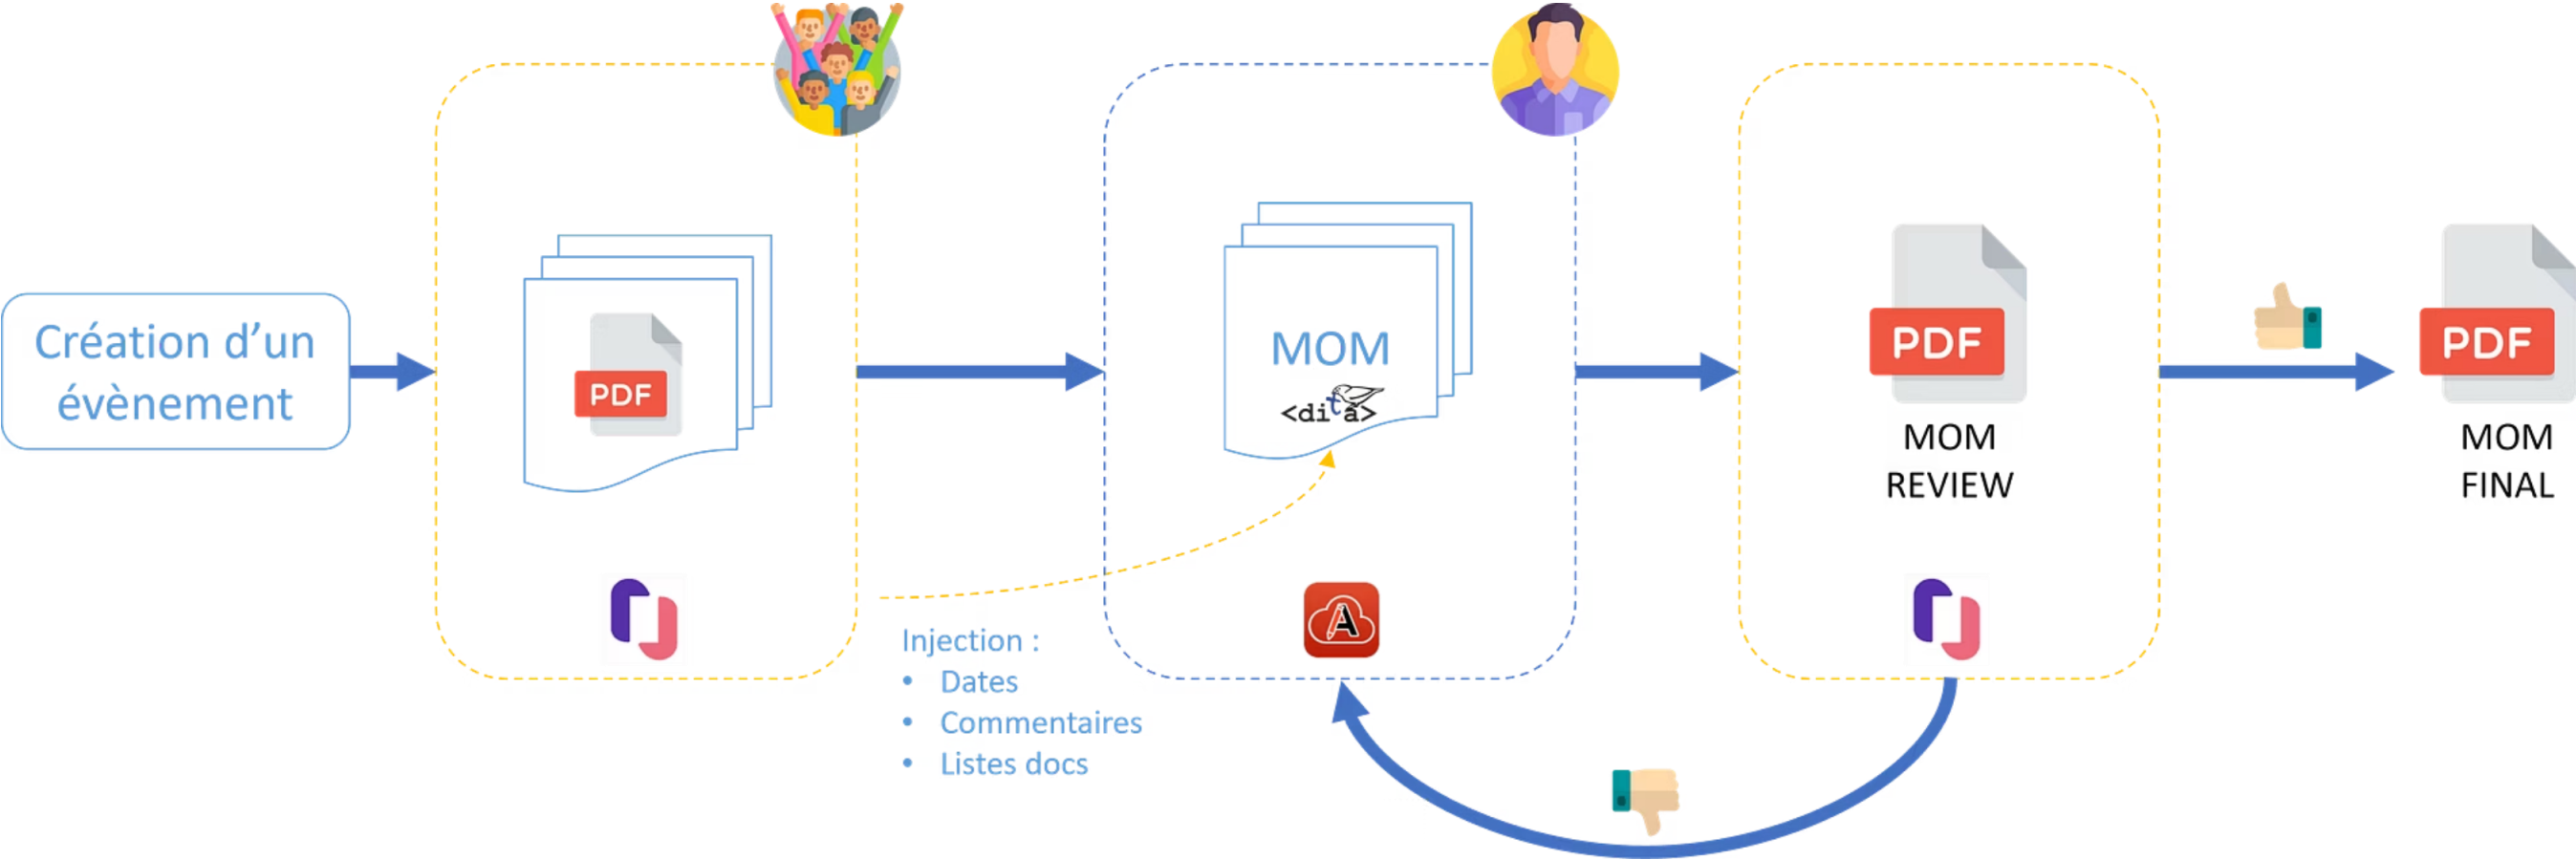 Création d’un
évènement
PDF
Injection :
• Dates
• Commentaires
• Listes docs
MOM
<dita>
PDF
MOM
REVIEW
PDF
MOM
FINAL